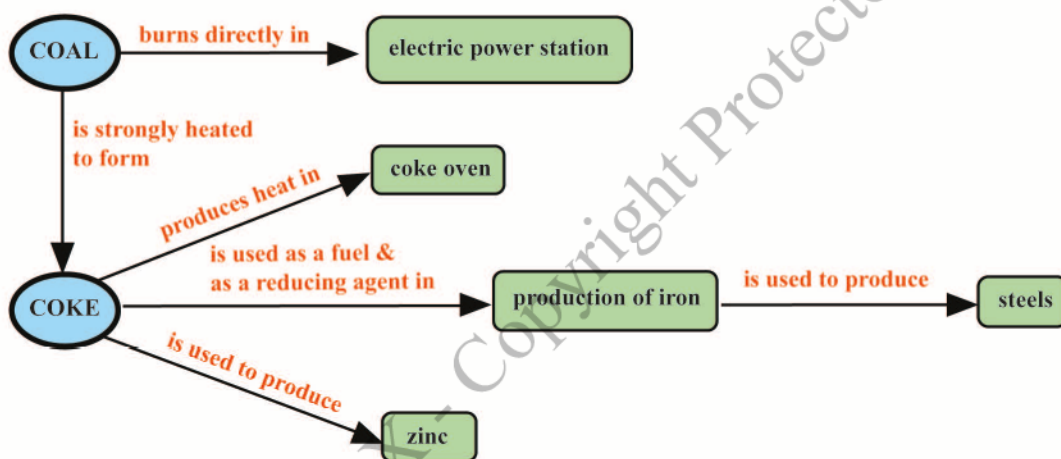 COAL
burns directly in
electric power station
is strongly heated
to form
coke oven
produces heat in
is used as a fuel &
as a reducing agent in
COKE
production of iron
is used to produce
steels
is used to produce
zinc
X - Copyright Protecte